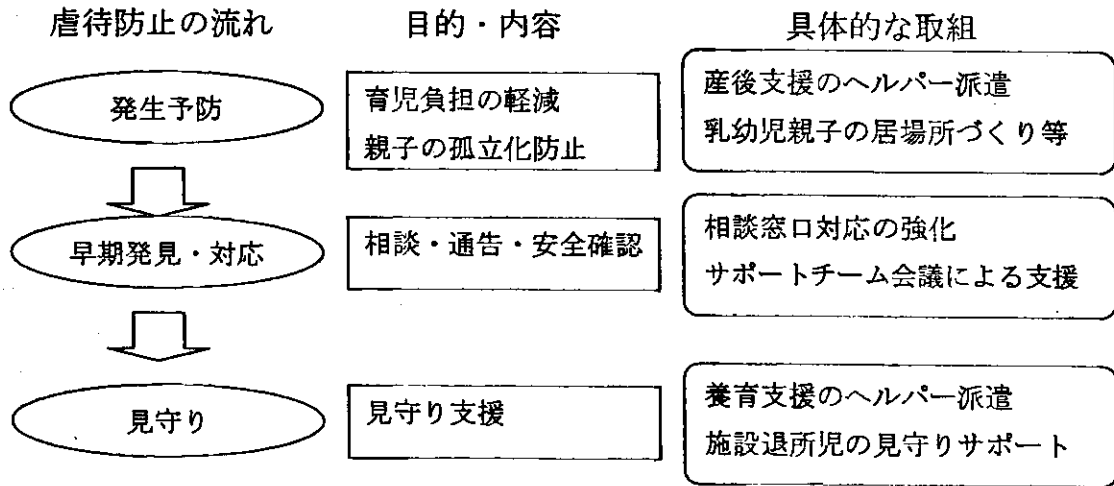 虐待防止の流れ 目的・内容 具体的な取組
発生予防
育児負担の軽減
親子の孤立化防止
産後支援のヘルパー派遣
乳幼児親子の居場所づくり等
早期発見・対応
相談・通告・安全確認
相談窓口対応の強化
サポートチーム会議による支援
見守り
見守り支援
養育支援のヘルパー派遣
施設退所児の見守りサポート